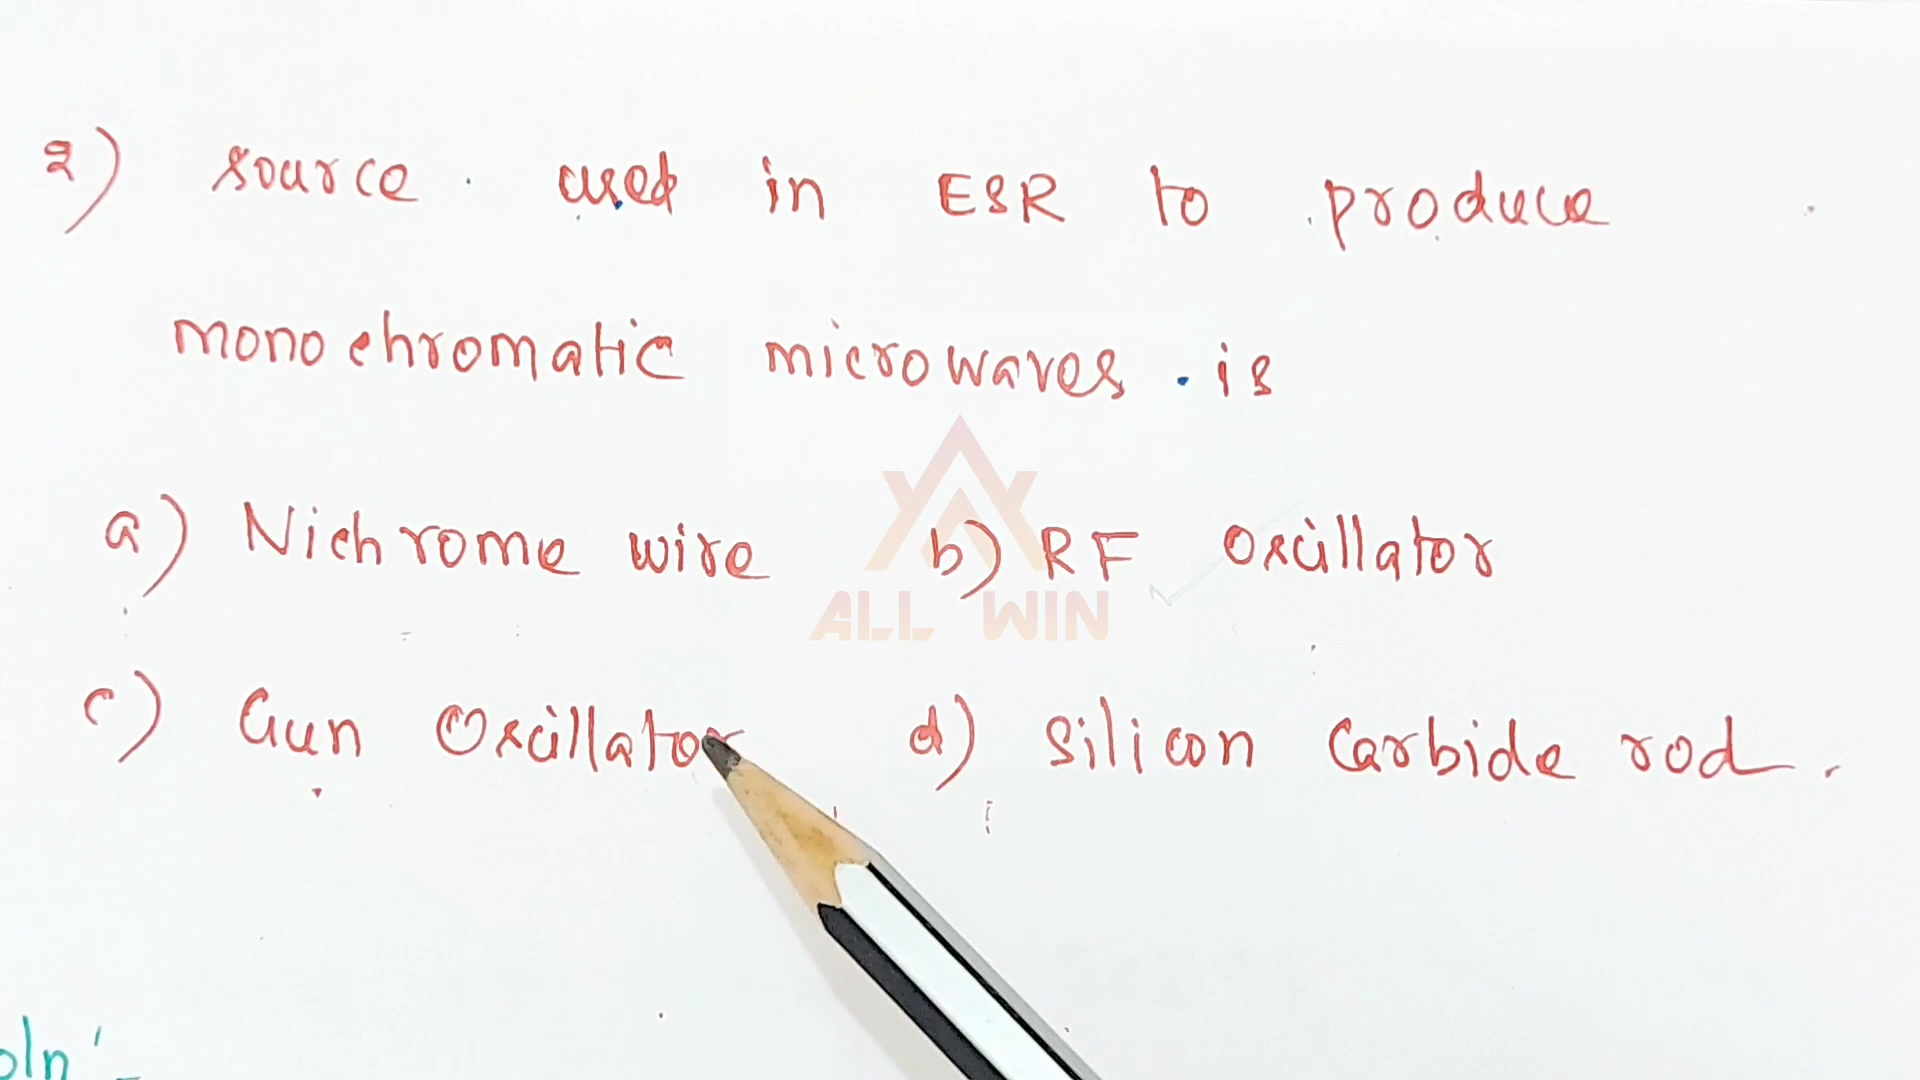 2) source used in ESR to produce
monochromatic microwaves is
a) Nichrome wire b) RF oscillator
ALL WIN
c) Gun Oscillator d) silicon carbide rod.
oln :-